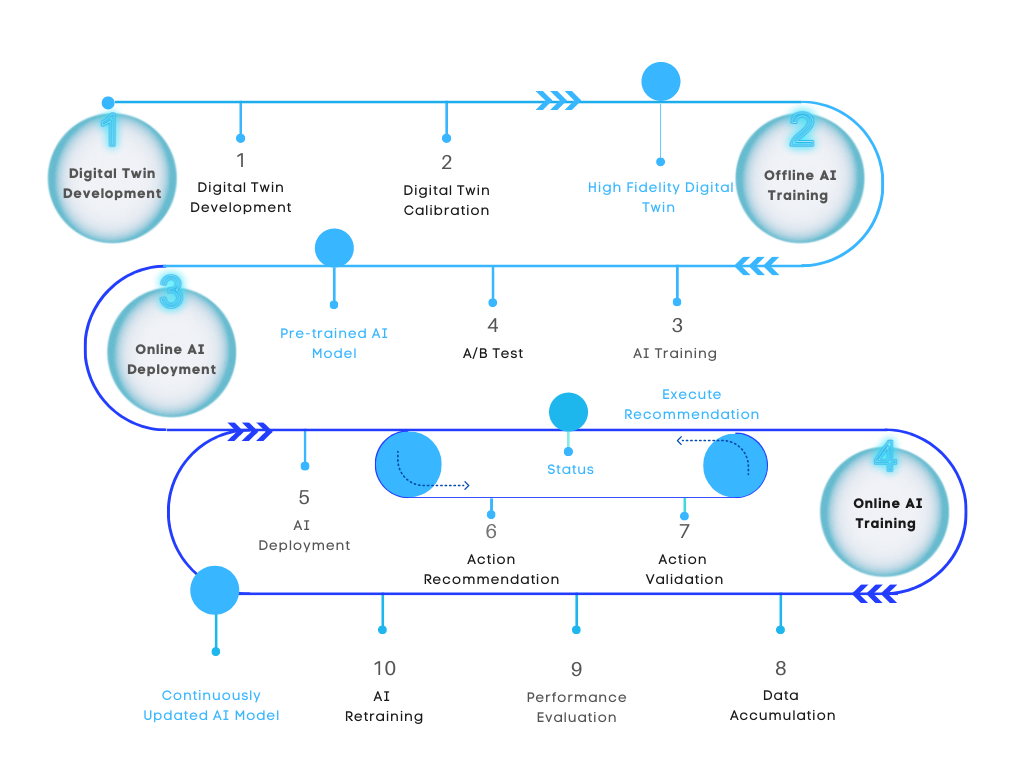 1
Digital Twin
Development
1
Digital Twin
Development
2
Digital Twin
Calibration
High Fidelity Digital
Twin
2
Offline AI
Training
3
Online AI
Deployment
Pre-trained AI
Model
4
A/B Test
3
AI Training
Execute
Recommendation
Status
5
AI
Deployment
6
Action
Recommendation
7
Action
Validation
4
Online AI
Training
Continuously
Updated AI Model
10
AI
Retraining
9
Performance
Evaluation
8
Data
Accumulation